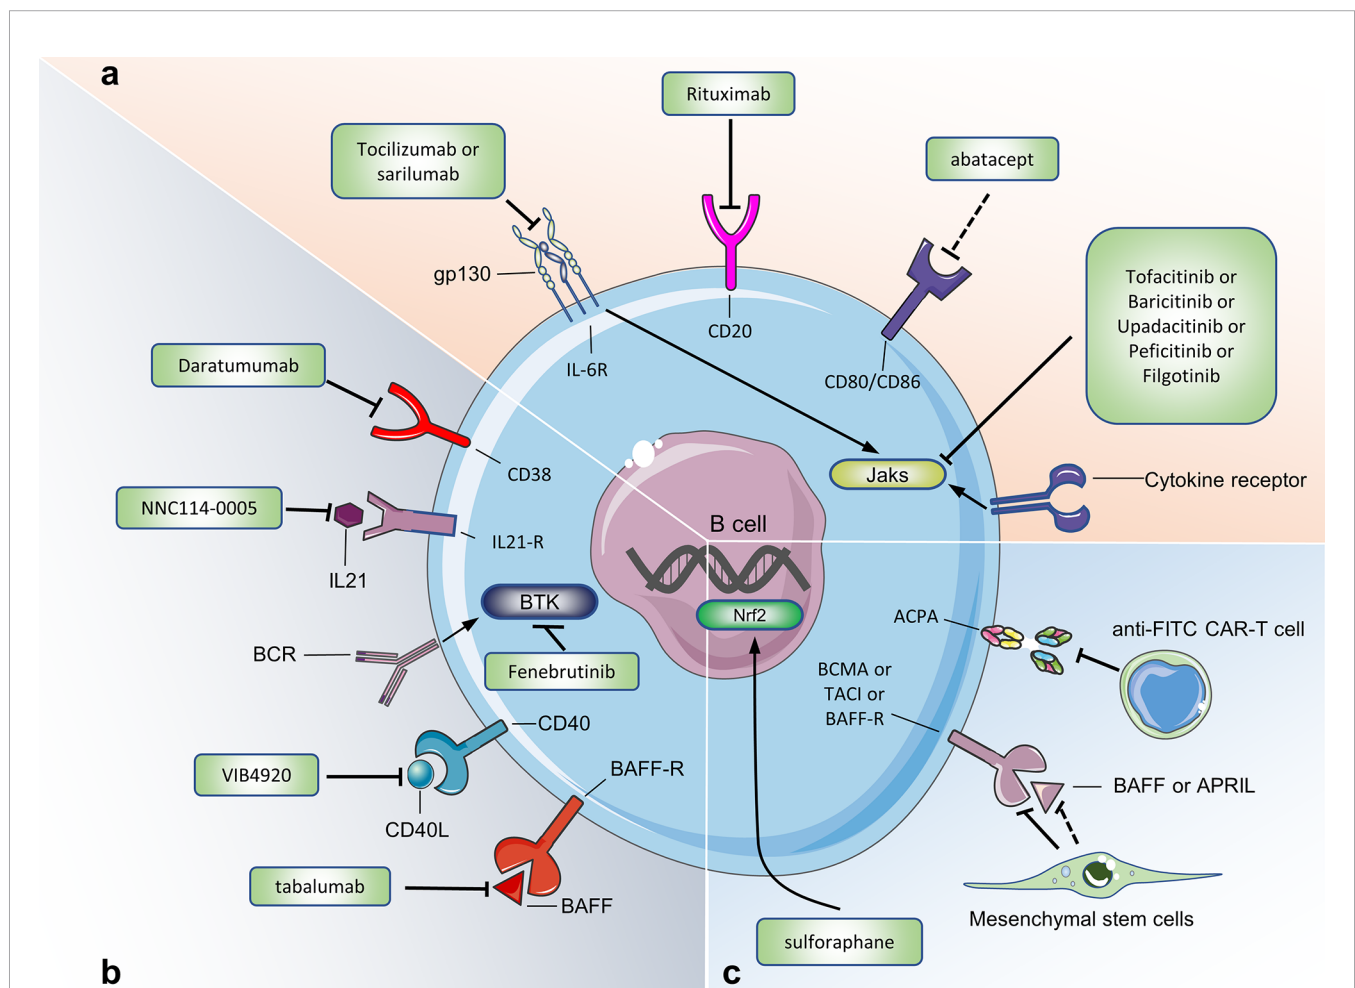 a
Rituximab
Tocilizumab or
sarilumab
abatacept
gp130
Tofacitinib or
Baricitinib or
Upadacitinib or
Peficitinib or
Filgotinib
CD20
IL-6R
CD80/CD86
Daratumumab
CD38
Jaks
Cytokine receptor
NNC114-0005
IL21-R
IL21
B cell
BTK
Nrf2
ACPA
anti-FITC CAR-T cell
BCR
Fenebrutinib
BCMA or
TACI or
BAFF-R
CD40
VIB4920
BAFF-R
BAFF or APRIL
CD40L
tabalumab
BAFF
Mesenchymal stem cells
sulforaphane
b
c